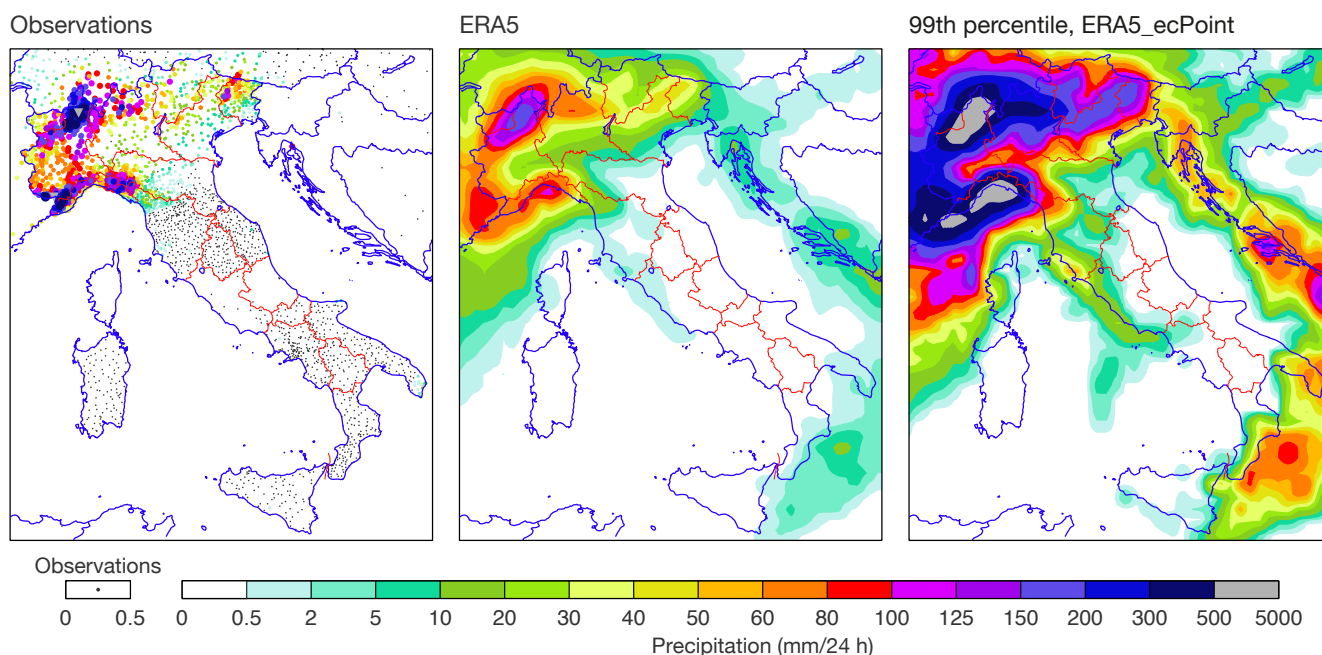 Observations
ERA5
99th percentile, ERA5_ecPoint
Observations
0 0.5
0 0.5 2 5 10 20 30 40 50 60 80 100 125 150 200 300 500 5000
Precipitation (mm/24 h)